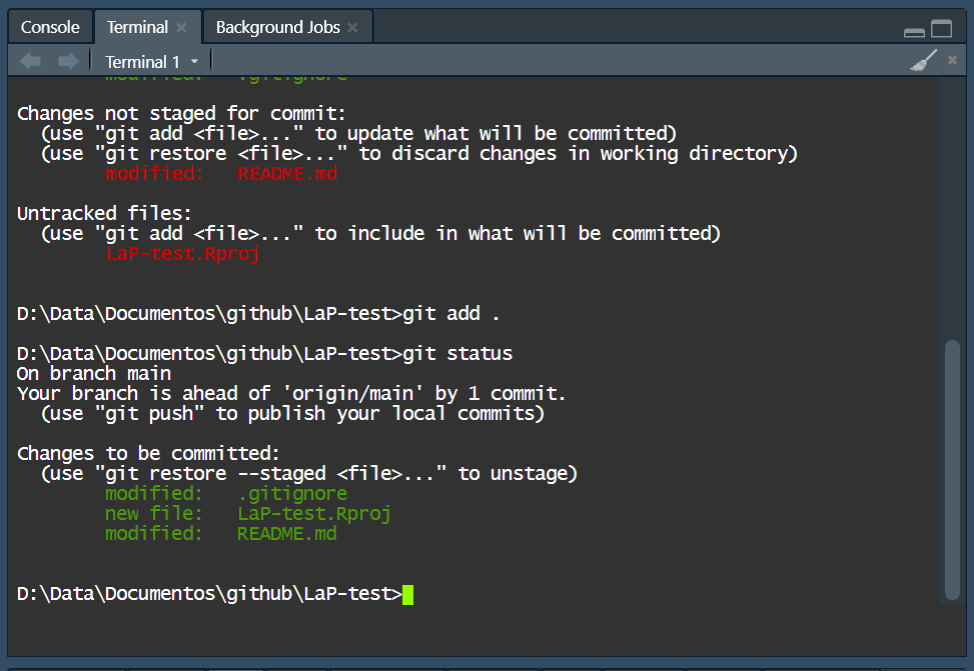 Console Terminal Background Jobs
Terminal 1
modified: .gitignore
Changes not staged for commit:
(use "git add <file>..." to update what will be committed)
(use "git restore <file>..." to discard changes in working directory)
modified: README.md
Untracked files:
(use "git add <file>..." to include in what will be committed)
LaP-test.Rproj
D:\Data\Documentos\github\LaP-test>git add .
D:\Data\Documentos\github\LaP-test>git status
On branch main
Your branch is ahead of 'origin/main' by 1 commit.
(use "git push" to publish your local commits)
Changes to be committed:
(use "git restore --staged <file>..." to unstage)
modified: .gitignore
new file: LaP-test.Rproj
modified: README.md
D:\Data\Documentos\github\LaP-test>